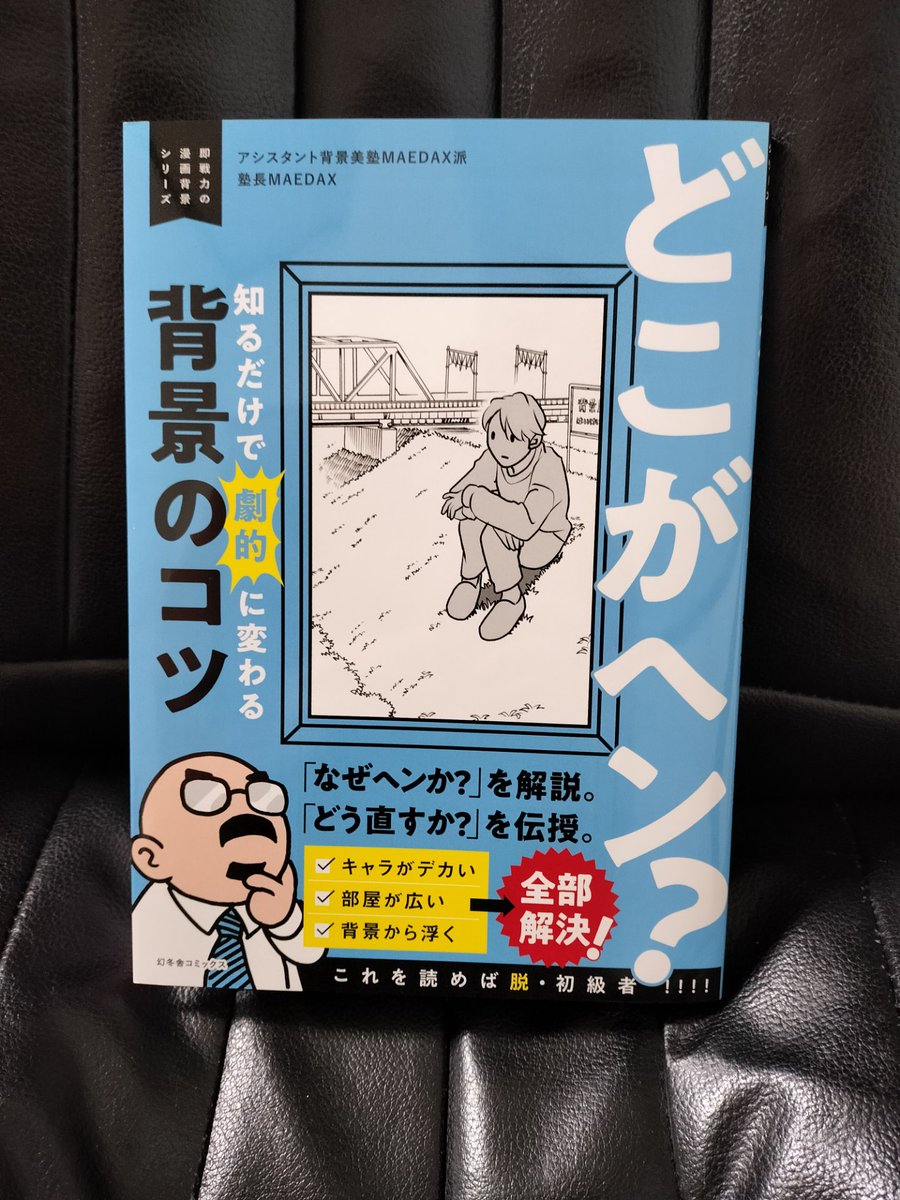 どこがヘン?
アシスタント背景美塾MAEDAX派
塾長MAEDAX
即戦力の
漫画背景
シリーズ
知るだけで劇的に変わる
背景のコツ
背景
「なぜヘンか?」を解説。
「どう直すか?」を伝授。
キャラがデカい
部屋が広い
背景から浮く
全部
解決!
幻冬舎コミックス
これを読めば脱・初級者!!!!